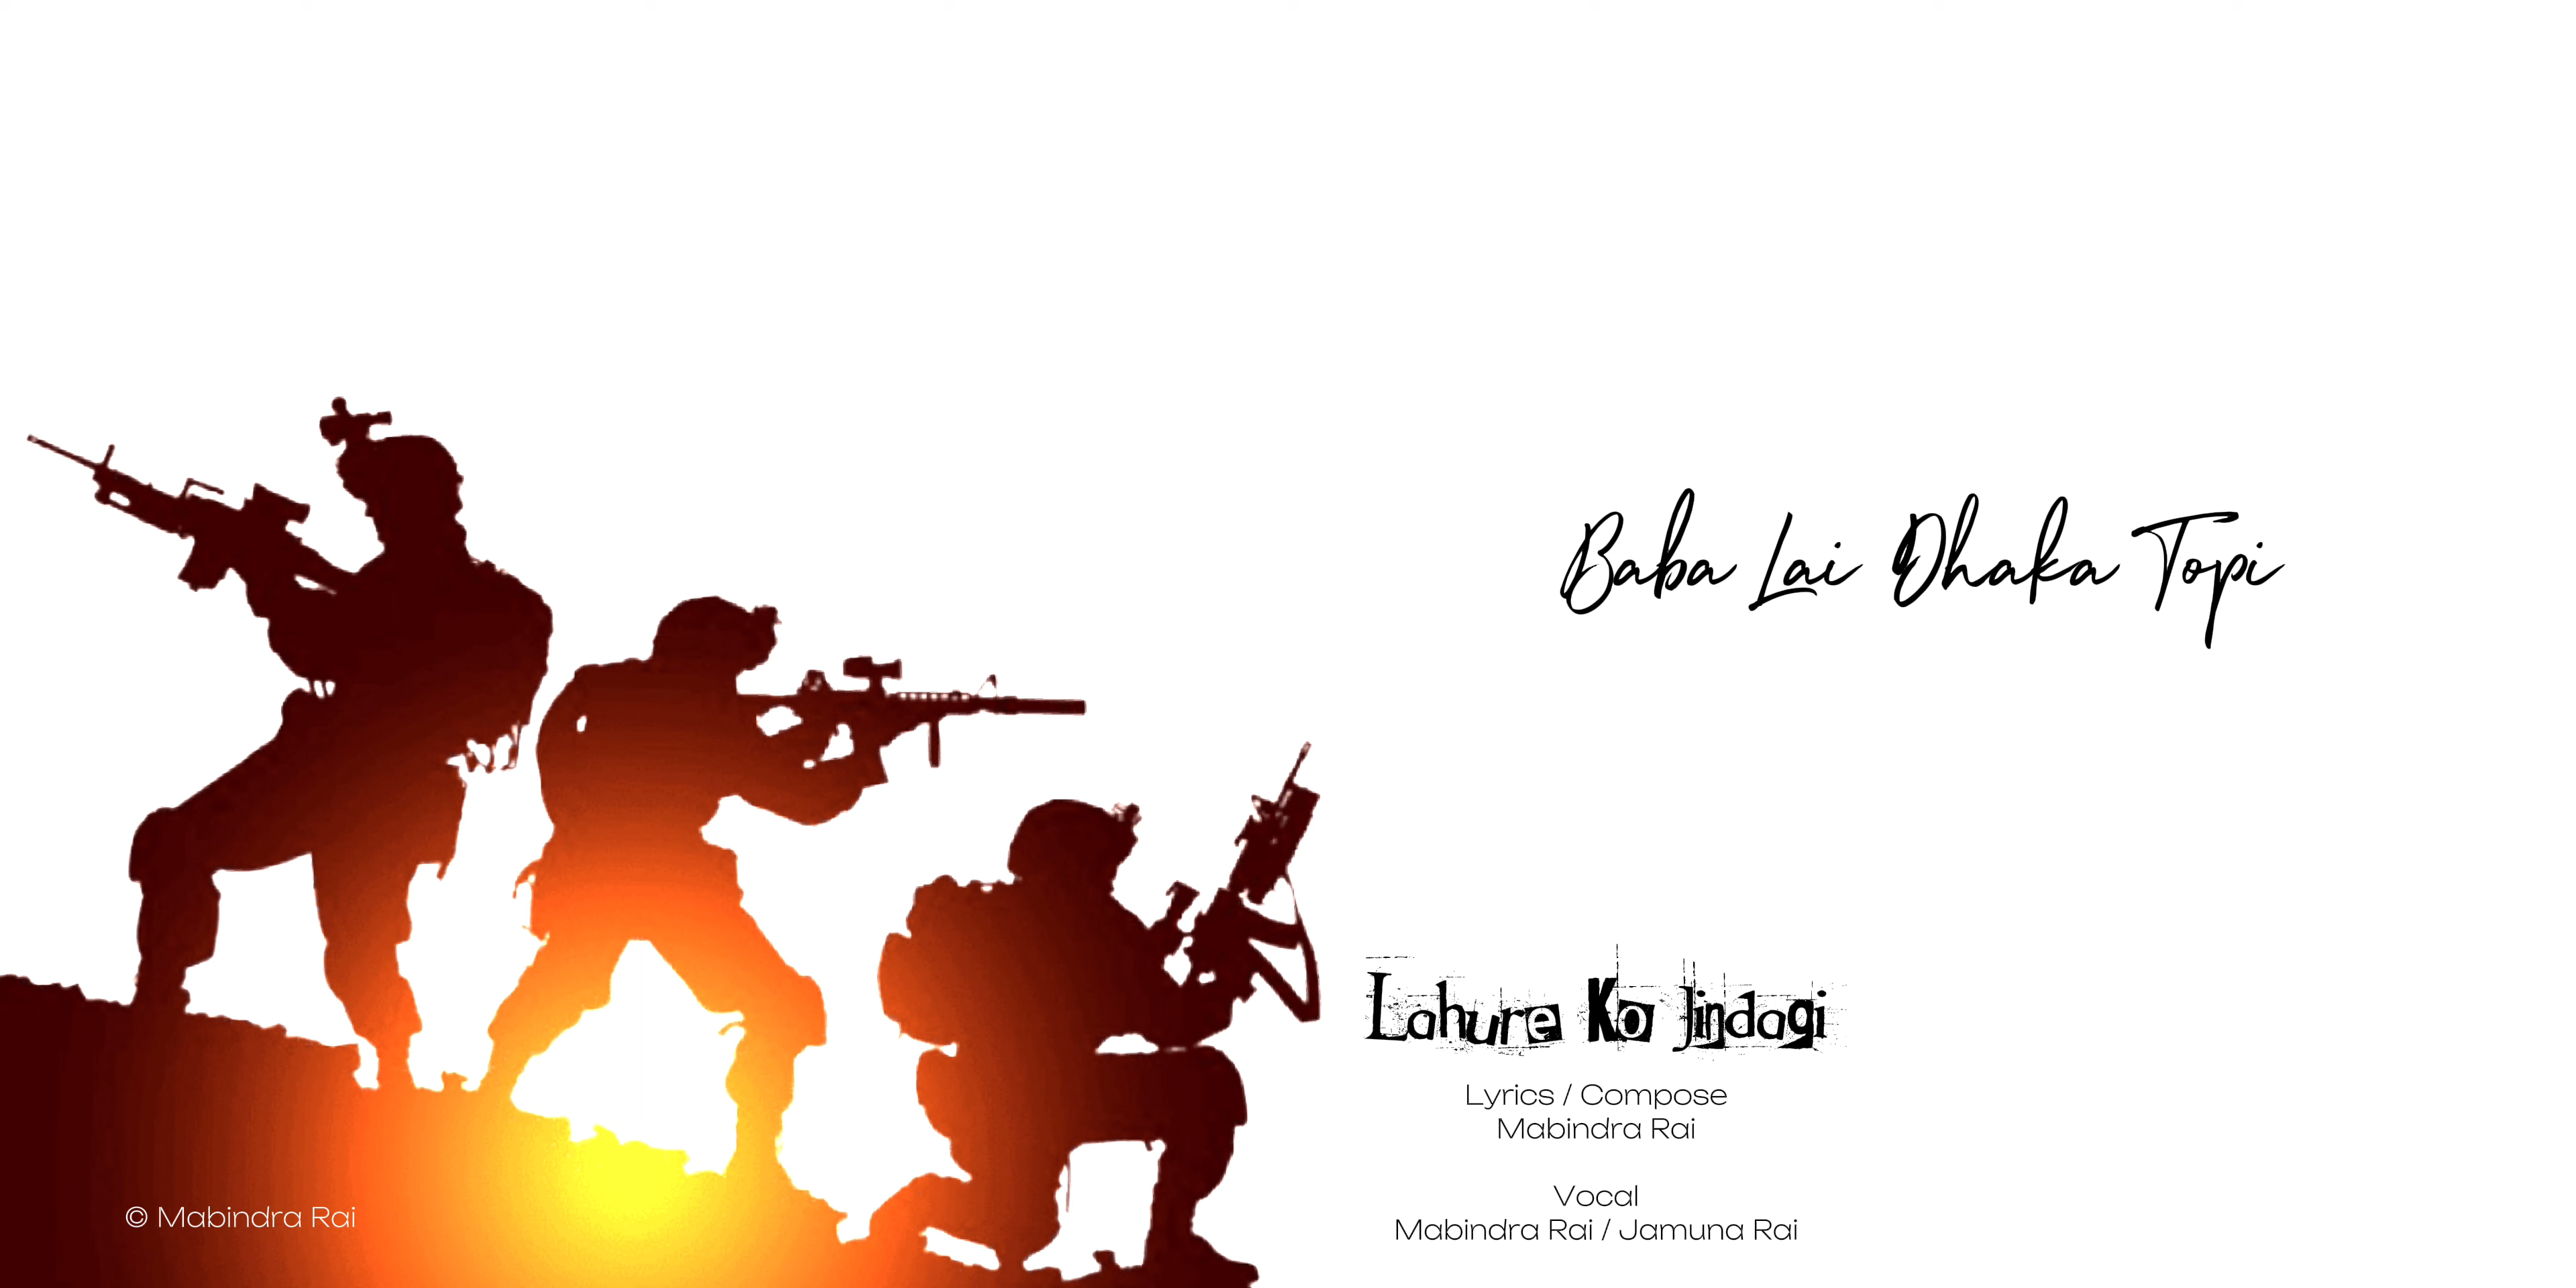 Baba Lai Dhaka Topi
Lahure Ko Jindagi
Lyrics / Compose
Mabindra Rai
Vocal
Mabindra Rai / Jamuna Rai
© Mabindra Rai